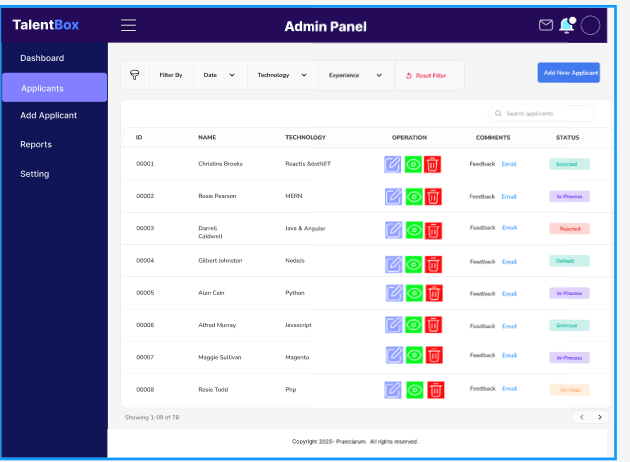 TalentBox
Admin Panel
Dashboard
Applicants
Add Applicant
Reports
Setting
Filter By Date Technology Experience Reset Filter
Add New Applicant
Search applicants
ID NAME TECHNOLOGY OPERATION COMMENTS STATUS
00001 Christine Brooks ReactJs &dotNET Feedback Email Selected
00002 Rosie Pearson MERN Feedback Email In-Process
00003 Darrell Caldwell Java & Angular Feedback Email Rejected
00004 Gilbert Johnston NodeJs Feedback Email Default
00005 Alan Cain Python Feedback Email In-Process
00006 Alfred Murray Javascript Feedback Email Selected
00007 Maggie Sullivan Magento Feedback Email In-Process
00008 Rosie Todd Php Feedback Email On-Hold
Showing 1-09 of 78
Copyright 2025- Praesiarum. All rights reserved.